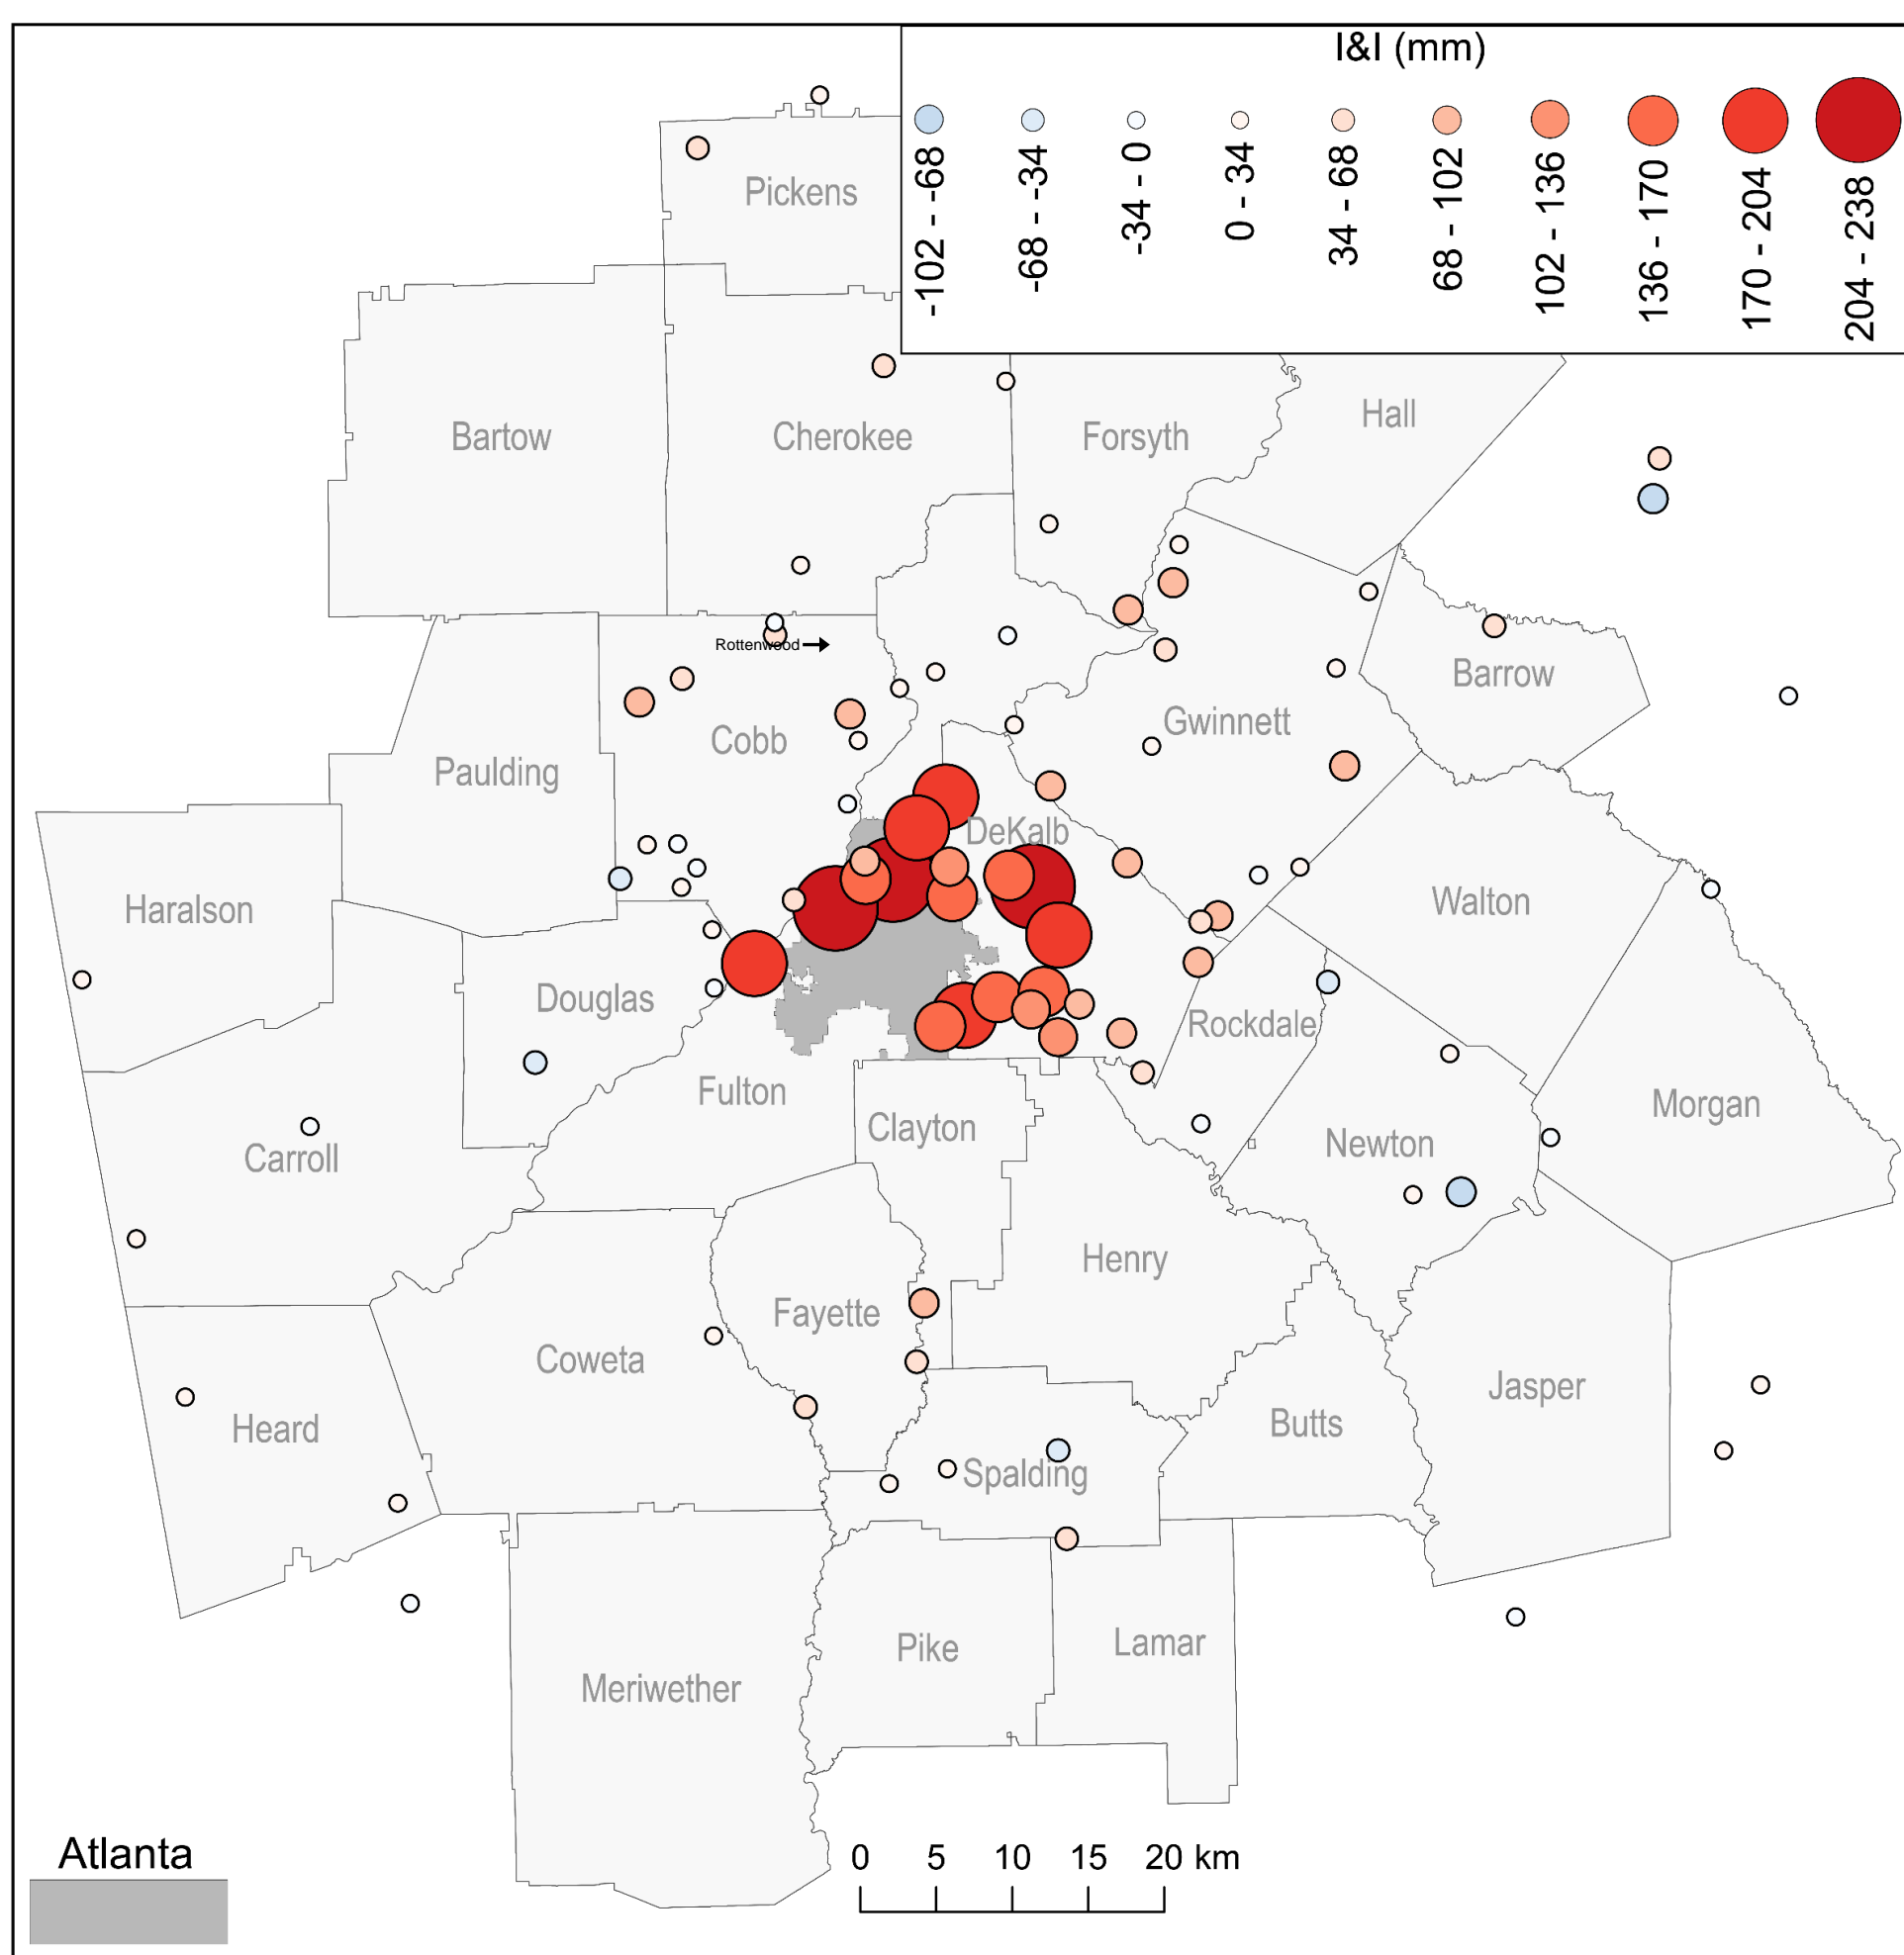 I&I (mm)
-102 - -68
-68 - -34
-34 - 0
0 - 34
34 - 68
68 - 102
102 - 136
136 - 170
170 - 204
204 - 238
Pickens
Hall
Bartow
Cherokee
Forsyth
Rottenwood
Barrow
Gwinnett
Cobb
Paulding
DeKalb
Haralson
Walton
Douglas
Rockdale
Fulton
Morgan
Clayton
Newton
Carroll
Henry
Fayette
Coweta
Jasper
Heard
Butts
Spalding
Pike
Lamar
Meriwether
Atlanta
0 5 10 15 20 km